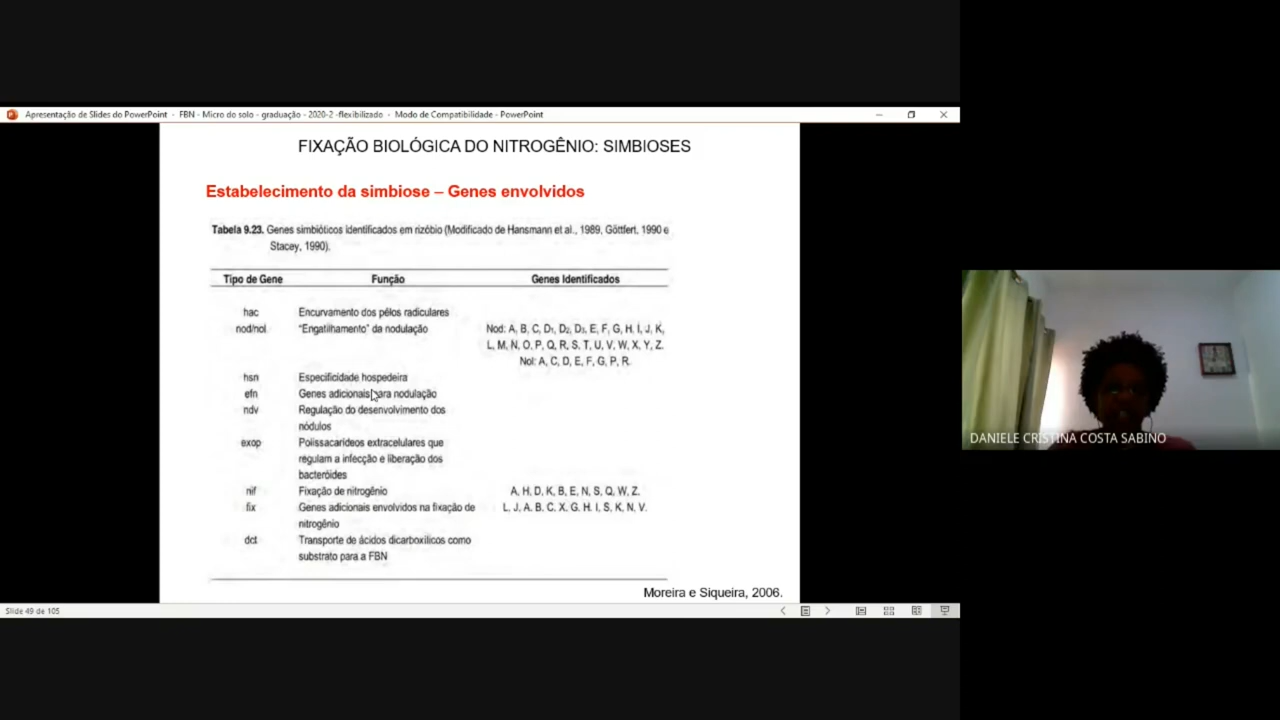 Apresentação de Slides do PowerPoint - FBN - Micro do solo - graduação - 2020-2 -flexibilizado - Modo de Compatibilidade - PowerPoint
FIXAÇÃO BIOLÓGICA DO NITROGÊNIO: SIMBIOSES
Estabelecimento da simbiose – Genes envolvidos
Tabela 9.23. Genes simbióticos identificados em rizóbio (Modificado de Hansmann et al., 1989, Göttfert, 1990 e
Stacey, 1990).
Tipo de Gene Função Genes Identificados
hac Encurvamento dos pêlos radiculares
nod/nol “Engatilhamento” da nodulação Nod: A, B, C, D1, D2, D3, E, F, G, H, I, J, K,
L, M, N, O, P, Q, R, S, T, U, V, W, X, Y, Z.
Nol: A, C, D, E, F, G, P, R.
hsn Especificidade hospedeira
efn Genes adicionais para nodulação
ndv Regulação do desenvolvimento dos
nódulos
exop Polissacarídeos extracelulares que
regulam a infecção e liberação dos
bacteróides
nif Fixação de nitrogênio A, H, D, K, B, E, N, S, Q, W, Z.
fix Genes adicionais envolvidos na fixação de L, J, A, B, C, X, G, H, I, S, K, N, V.
nitrogênio
dct Transporte de ácidos dicarboxílicos como
substrato para a FBN
Moreira e Siqueira, 2006.
Slide 49 de 105
DANIELE CRISTINA COSTA SABINO